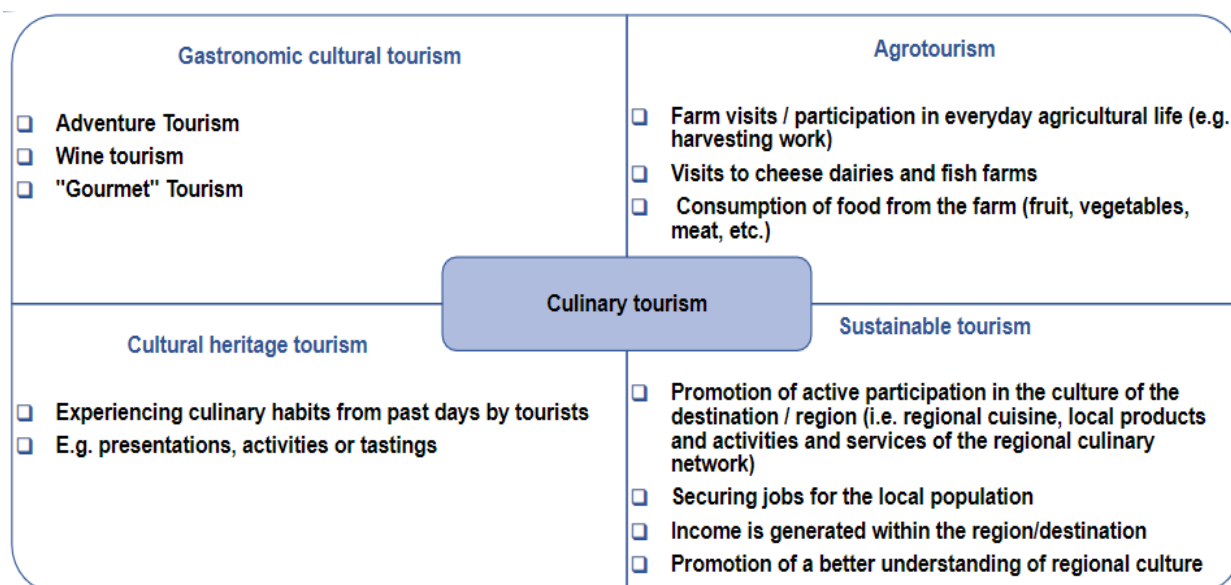 Gastronomic cultural tourism
Adventure Tourism
Wine tourism
"Gourmet" Tourism
Agrotourism
Farm visits / participation in everyday agricultural life (e.g.
harvesting work)
Visits to cheese dairies and fish farms
Consumption of food from the farm (fruit, vegetables,
meat, etc.)
Culinary tourism
Cultural heritage tourism
Experiencing culinary habits from past days by tourists
E.g. presentations, activities or tastings
Sustainable tourism
Promotion of active participation in the culture of the
destination / region (i.e. regional cuisine, local products
and activities and services of the regional culinary
network)
Securing jobs for the local population
Income is generated within the region/destination
Promotion of a better understanding of regional culture